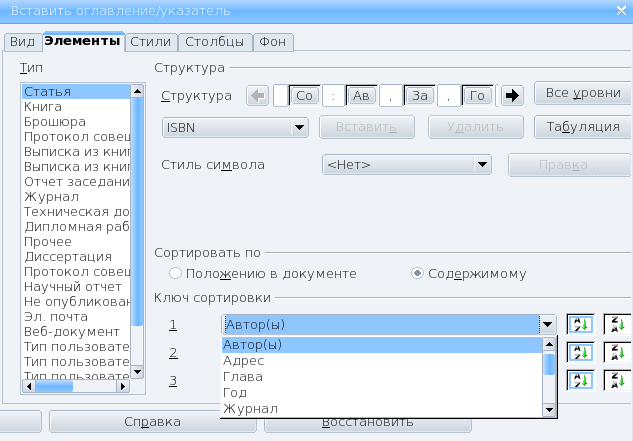 Вставить оглавление/указатель
Вид Элементы Стили Столбцы Фон
Тип
Статья
Книга
Брошюра
Протокол совещ
Выписка из книг
Выписка из книг
Отчет заседани
Журнал
Техническая до
Дипломная раб
Прочее
Диссертация
Протокол совещ
Научный отчет
Не опубликован
Эл. почта
Веб-документ
Тип пользовате
Тип пользовате
Тип пользовате
Структура
Структура Со : Ав , За , Го Все уровни
ISBN Вставить Удалить Табуляция
Стиль символа <Нет> Правка...
Сортировать по
Положению в документе Содержимому
Ключ сортировки
1 Автор(ы)
2
3
Автор(ы)
Адрес
Глава
Год
Журнал
Справка Восстановить